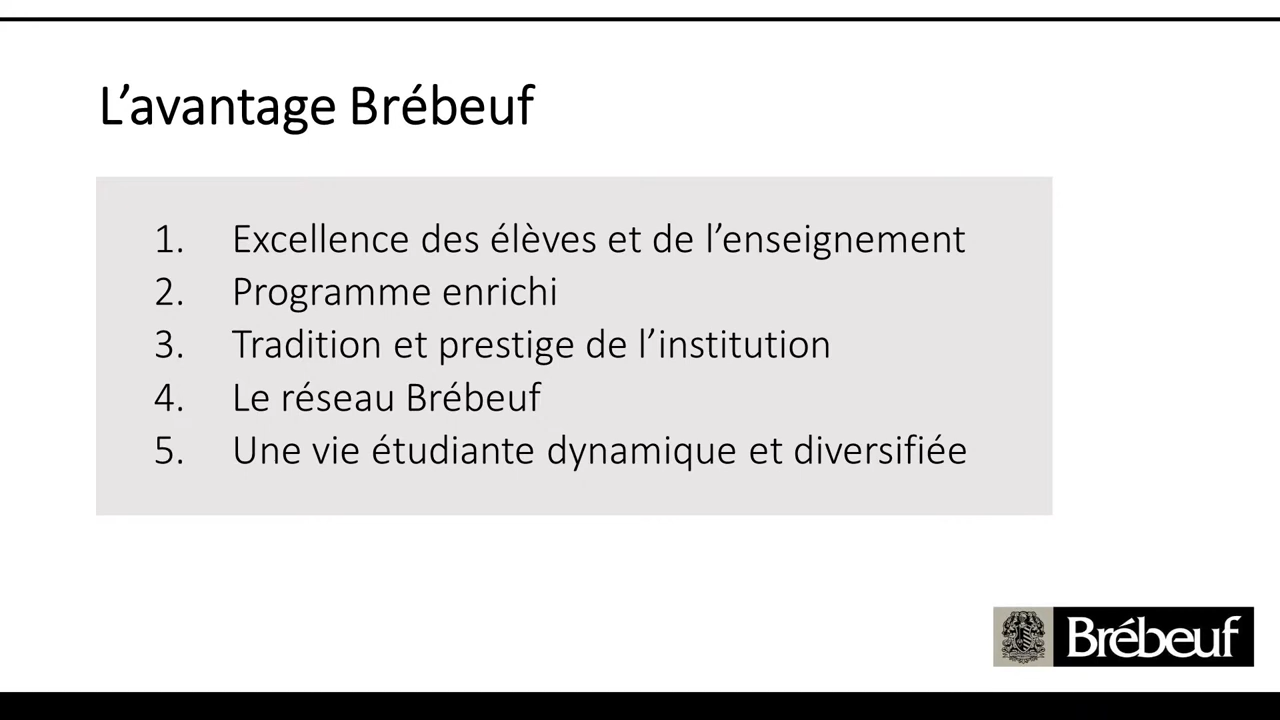 L’avantage Brébeuf
1. Excellence des élèves et de l’enseignement
2. Programme enrichi
3. Tradition et prestige de l’institution
4. Le réseau Brébeuf
5. Une vie étudiante dynamique et diversifiée
Brébeuf